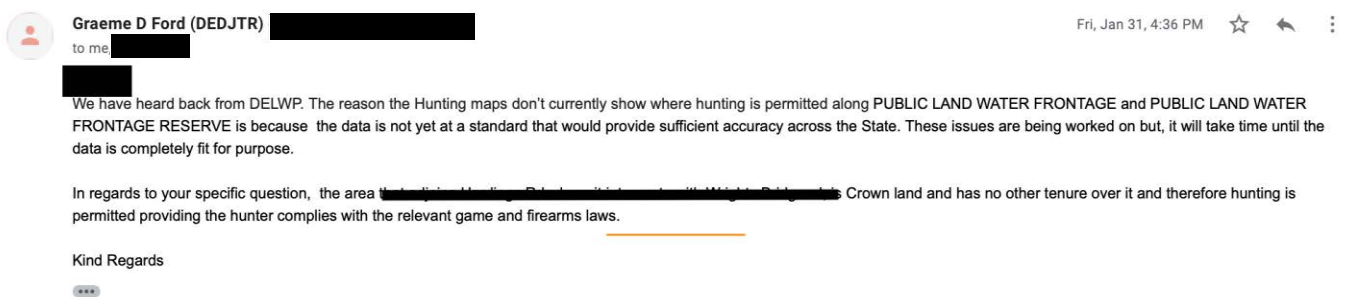 Graeme D Ford (DEDJTR)
Fri, Jan 31, 4:36 PM
to me,
We have heard back from DELWP. The reason the Hunting maps don't currently show where hunting is permitted along PUBLIC LAND WATER FRONTAGE and PUBLIC LAND WATER
FRONTAGE RESERVE is because the data is not yet at a standard that would provide sufficient accuracy across the State. These issues are being worked on but, it will take time until the
data is completely fit for purpose.
In regards to your specific question, the area Crown land and has no other tenure over it and therefore hunting is
permitted providing the hunter complies with the relevant game and firearms laws.
Kind Regards